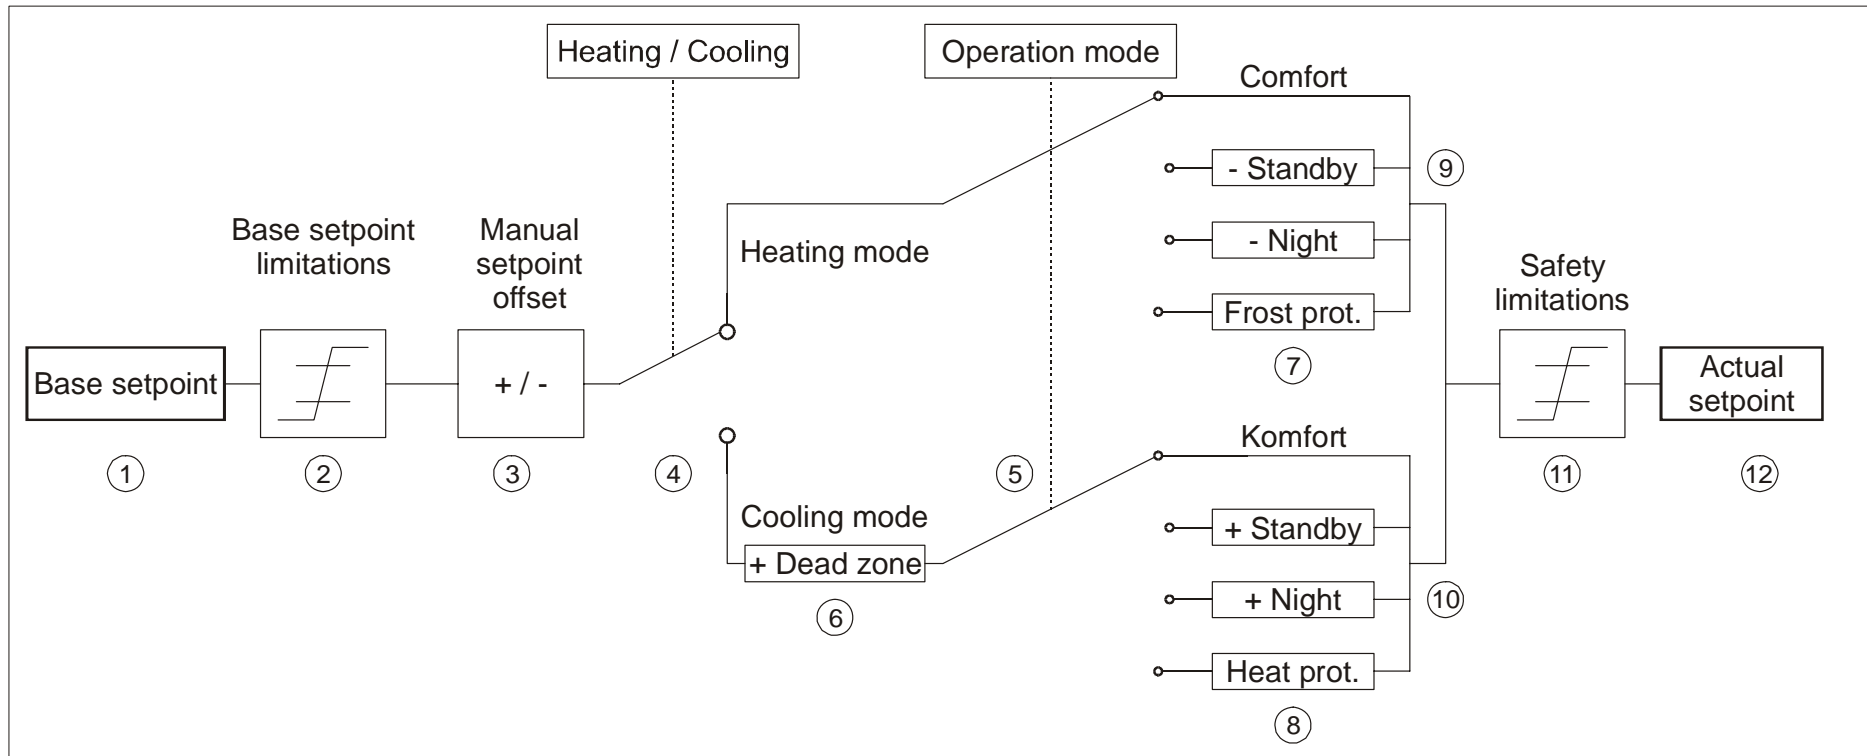 Heating / Cooling
Operation mode
Comfort
- Standby
9
Base setpoint
limitations
Manual
setpoint
offset
Heating mode
- Night
Safety
limitations
Frost prot.
7
Base setpoint
+ / -
Actual
setpoint
Komfort
1
2
3
4
5
11
12
Cooling mode
+ Standby
+ Dead zone
6
+ Night
10
Heat prot.
8